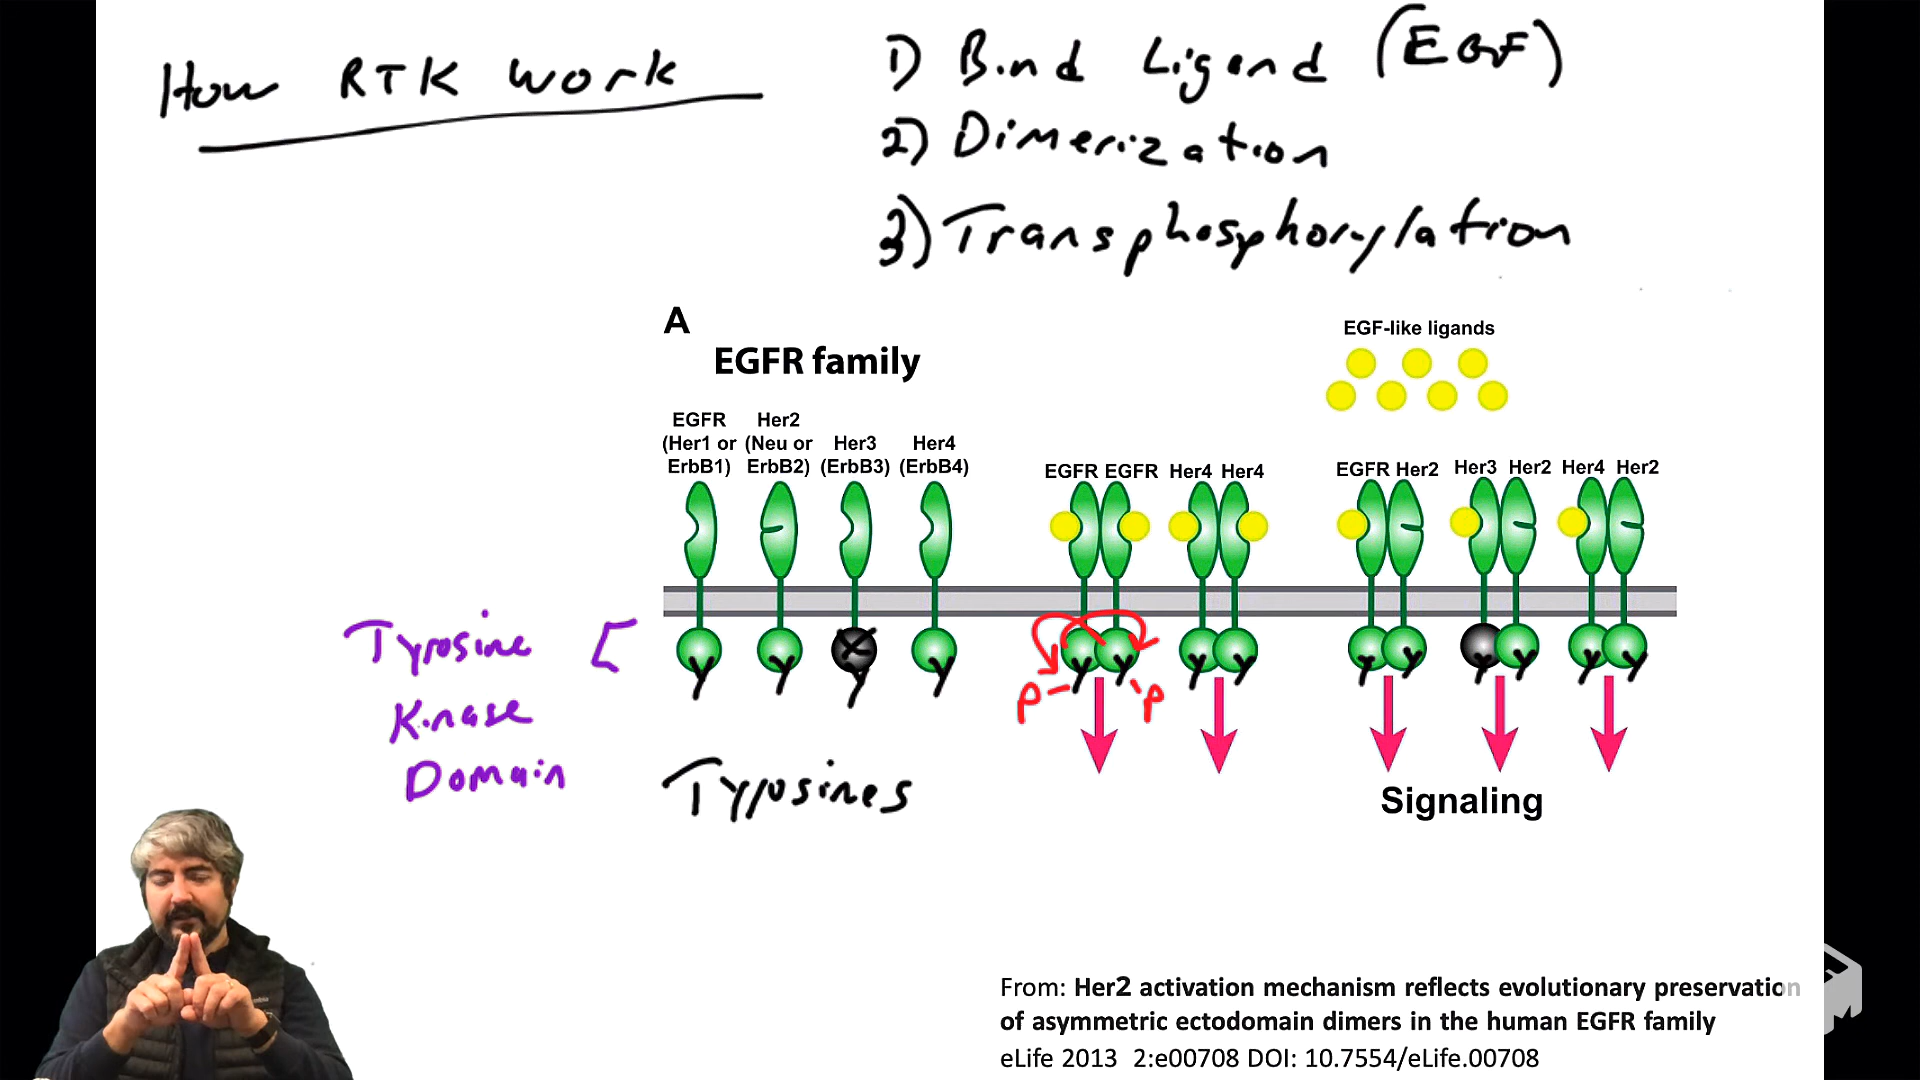 How RTK work
1) Bind Ligand (EGF)
2) Dimerization
3) Transphosphorylation
A
EGFR family
EGF-like ligands
EGFR (Her1 or ErbB1)
Her2 (Neu or ErbB2)
Her3 (ErbB3)
Her4 (ErbB4)
EGFR EGFR
Her4 Her4
EGFR Her2
Her3 Her2
Her4 Her2
Tyrosine [
Kinase
Domain
Y Y X Y Y Y Y Y Y Y Y Y Y Y Y
P P
Tyrosines
Signaling
From: Her2 activation mechanism reflects evolutionary preservation
of asymmetric ectodomain dimers in the human EGFR family
eLife 2013 2:e00708 DOI: 10.7554/eLife.00708